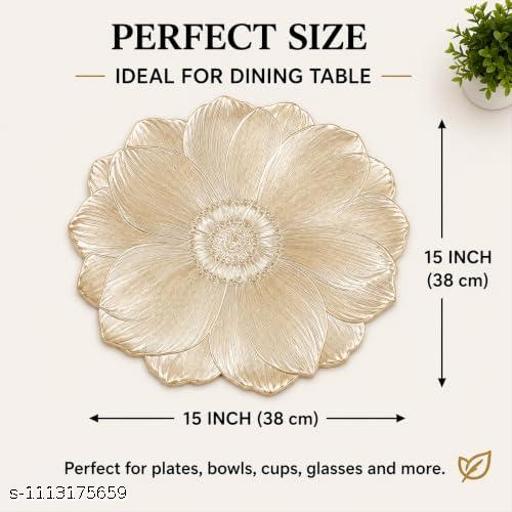 PERFECT SIZE
IDEAL FOR DINING TABLE
15 INCH
(38 cm)
15 INCH (38 cm)
Perfect for plates, bowls, cups, glasses and more.
s-1113175659